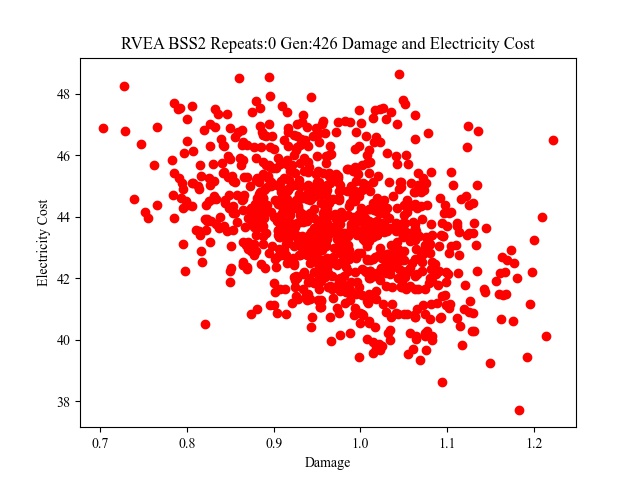 RVEA BSS2 Repeats:0 Gen:426 Damage and Electricity Cost
48
46
44
42
40
38
Electricity Cost
0.7 0.8 0.9 1.0 1.1 1.2
Damage